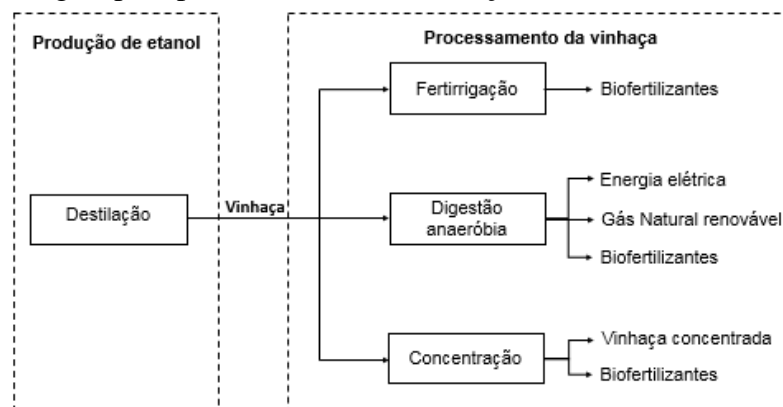 Produção de etanol
Processamento da vinhaça
Fertirrigação
Biofertilizantes
Destilação
Vinhaça
Digestão
anaeróbia
Energia elétrica
Gás Natural renovável
Biofertilizantes
Concentração
Vinhaça concentrada
Biofertilizantes